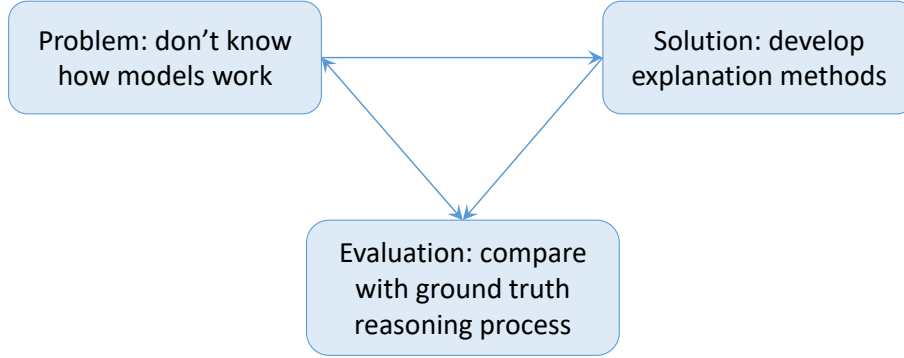 Problem: don’t know
how models work
Solution: develop
explanation methods
Evaluation: compare
with ground truth
reasoning process